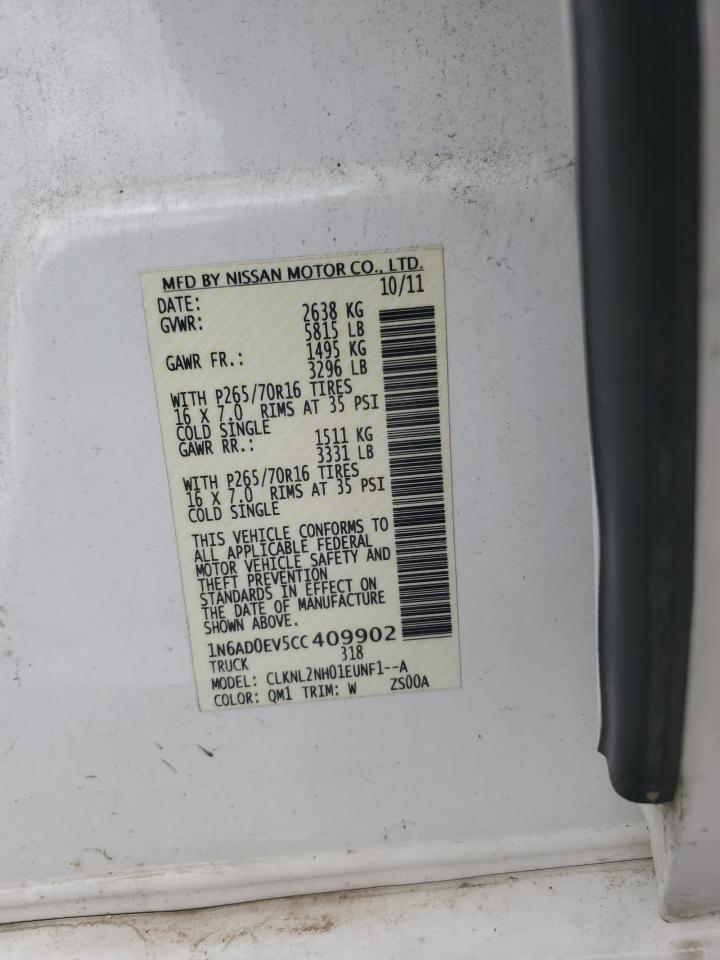 MFD BY NISSAN MOTOR CO., LTD.
DATE: 10/11
GVWR: 2638 KG
5815 LB
GAWR FR.: 1495 KG
3296 LB
WITH P265/70R16 TIRES
16 X 7.0 RIMS AT 35 PSI
COLD SINGLE
GAWR RR.: 1511 KG
3331 LB
WITH P265/70R16 TIRES
16 X 7.0 RIMS AT 35 PSI
COLD SINGLE
THIS VEHICLE CONFORMS TO
ALL APPLICABLE FEDERAL
MOTOR VEHICLE SAFETY AND
THEFT PREVENTION
STANDARDS IN EFFECT ON
THE DATE OF MANUFACTURE
SHOWN ABOVE.
1N6AD0EV5CC409902
TRUCK 318
MODEL: CLKNL2NH01EUNF1--A
COLOR: QM1 TRIM: W ZS00A